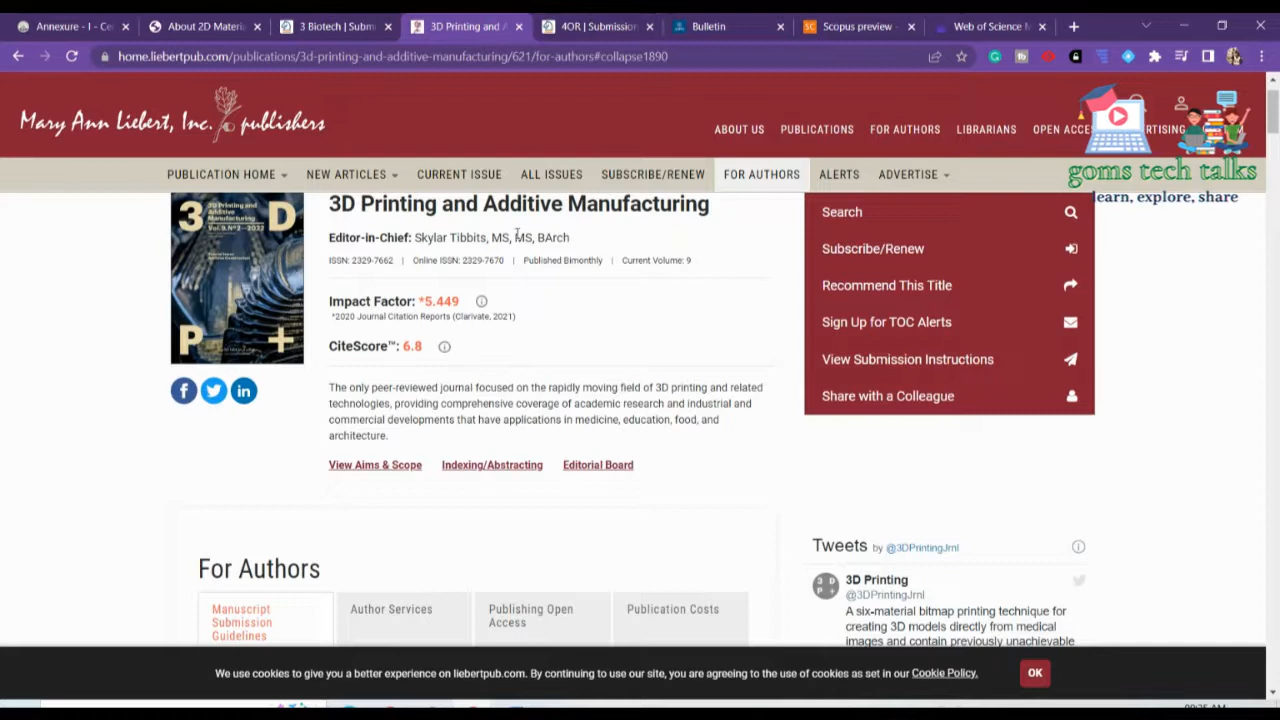 Annexure - I - Ce
About 2D Materi
3 Biotech | Subm
3D Printing and A
4OR | Submission
Bulletin
Scopus preview -
Web of Science M
home.liebertpub.com/publications/3d-printing-and-additive-manufacturing/621/for-authors#collapse1890
Mary Ann Liebert, Inc. publishers
ABOUT US
PUBLICATIONS
FOR AUTHORS
LIBRARIANS
OPEN ACCE
RTISING
goms tech talks
learn, explore, share
PUBLICATION HOME
NEW ARTICLES
CURRENT ISSUE
ALL ISSUES
SUBSCRIBE/RENEW
FOR AUTHORS
ALERTS
ADVERTISE
3D Printing and Additive Manufacturing
Editor-in-Chief: Skylar Tibbits, MS, MS, BArch
ISSN: 2329-7662 | Online ISSN: 2329-7670 | Published Bimonthly | Current Volume: 9
Impact Factor: *5.449
*2020 Journal Citation Reports (Clarivate, 2021)
CiteScore™: 6.8
The only peer-reviewed journal focused on the rapidly moving field of 3D printing and related
technologies, providing comprehensive coverage of academic research and industrial and
commercial developments that have applications in medicine, education, food, and
architecture.
View Aims & Scope
Indexing/Abstracting
Editorial Board
3 D
3D Printing and
Additive
Manufacturing
Vol.9.Nº2—2022
P +
Search
Subscribe/Renew
Recommend This Title
Sign Up for TOC Alerts
View Submission Instructions
Share with a Colleague
For Authors
Manuscript
Submission
Guidelines
Author Services
Publishing Open
Access
Publication Costs
Tweets by @3DPrintingJrnl
3 D
P +
3D Printing
@3DPrintingJrnl
A six-material bitmap printing technique for
creating 3D models directly from medical
images and contain previously unachievable
We use cookies to give you a better experience on liebertpub.com. By continuing to use our site, you are agreeing to the use of cookies as set in our Cookie Policy.
OK